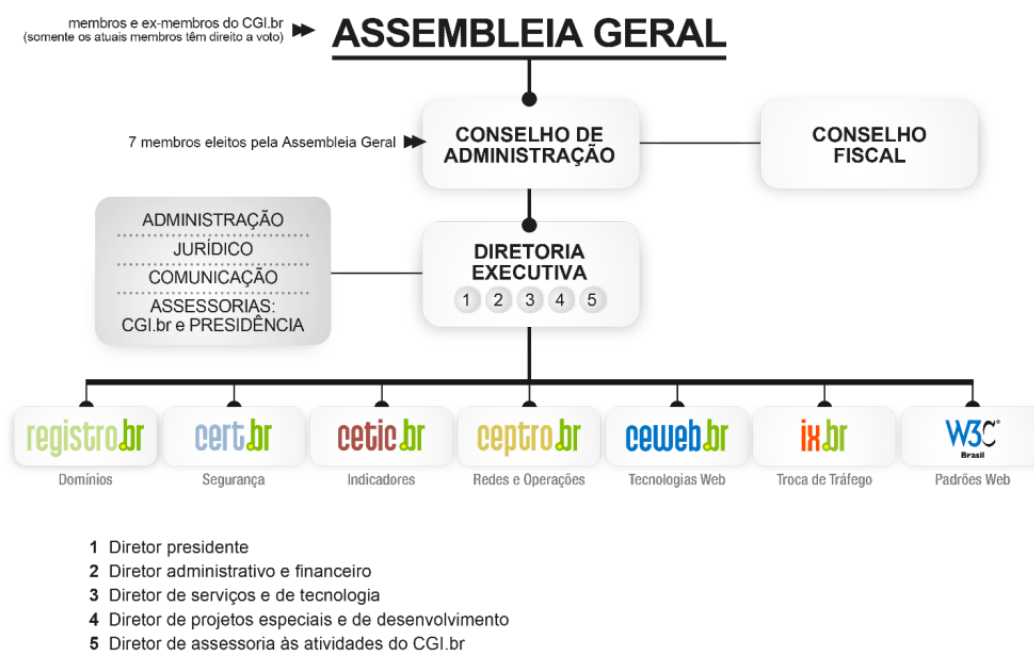 membros e ex-membros do CGI.br
(somente os atuais membros têm direito a voto)
ASSEMBLEIA GERAL
7 membros eleitos pela Assembleia Geral
CONSELHO DE
ADMINISTRAÇÃO
CONSELHO
FISCAL
ADMINISTRAÇÃO
JURÍDICO
COMUNICAÇÃO
ASSESSORIAS:
CGI.br e PRESIDÊNCIA
DIRETORIA
EXECUTIVA
1 2 3 4 5
registro.br cert.br cetic.br ceptro.br ceweb.br ix.br W3C®
Brasil
Domínios Segurança Indicadores Redes e Operações Tecnologias Web Troca de Tráfego Padrões Web
1 Diretor presidente
2 Diretor administrativo e financeiro
3 Diretor de serviços e de tecnologia
4 Diretor de projetos especiais e de desenvolvimento
5 Diretor de assessoria às atividades do CGI.br